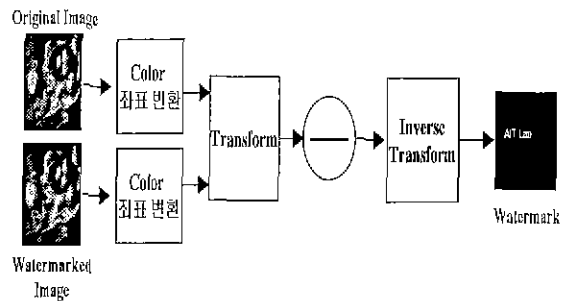 Original Image
Color
좌표 변환
Transform
Inverse
Transform
Watermark
Color
좌표 변환
Watermarked
Image